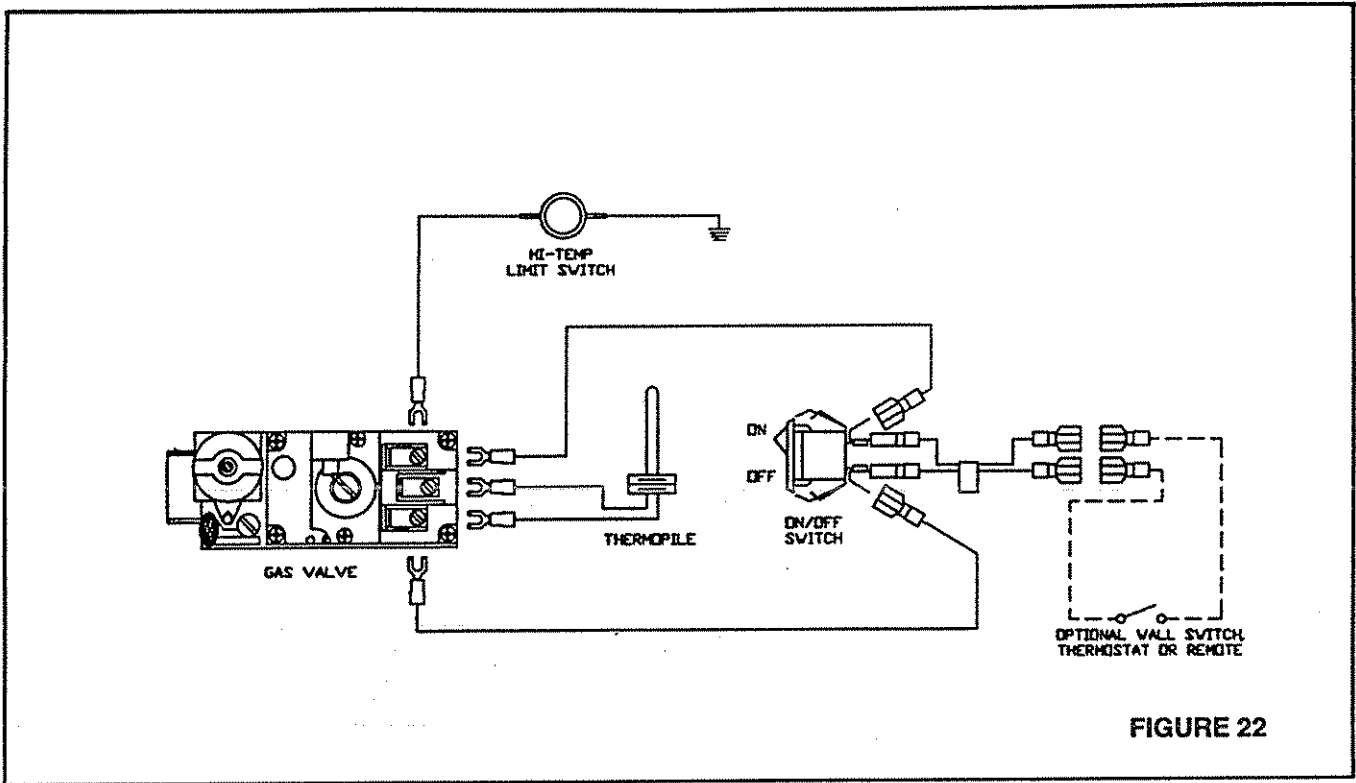 HI-TEMP
LIMIT SWITCH
ON
OFF
ON/OFF
SWITCH
THERMOPILE
GAS VALVE
OPTIONAL WALL SWITCH,
THERMOSTAT OR REMOTE
FIGURE 22